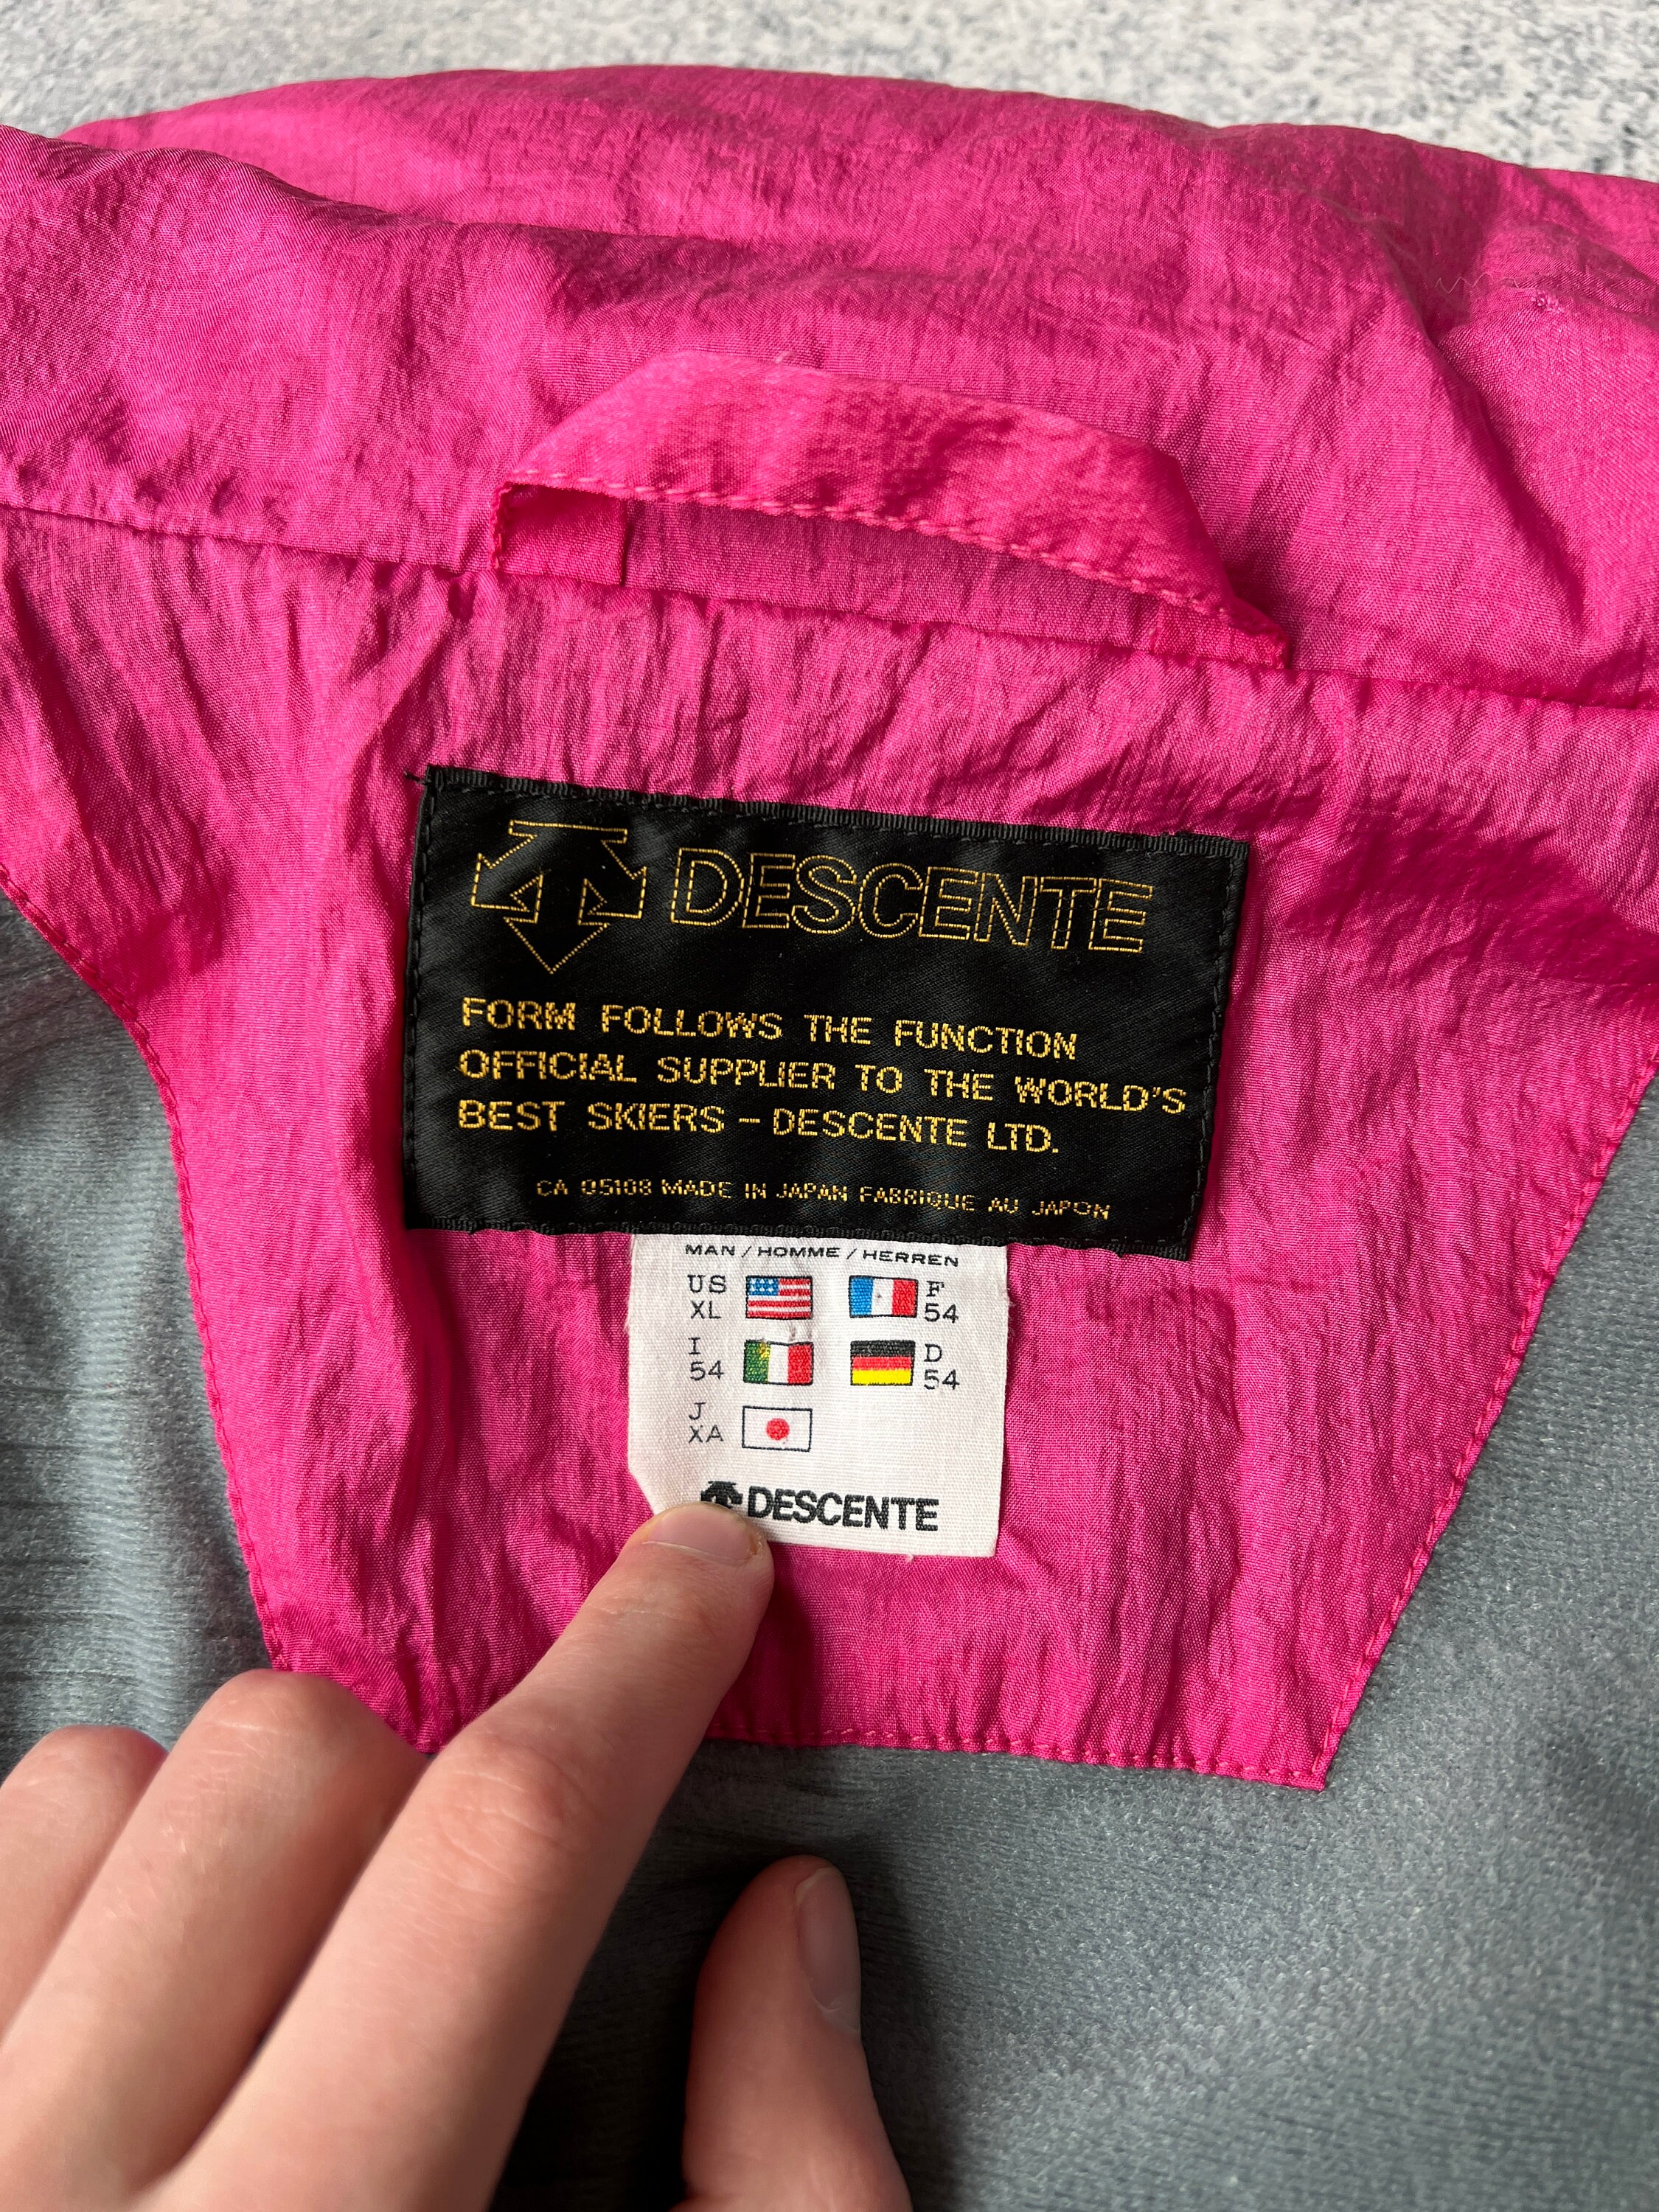 DESCENTE
FORM FOLLOWS THE FUNCTION
OFFICIAL SUPPLIER TO THE WORLD'S
BEST SKIERS - DESCENTE LTD.
CA 05108 MADE IN JAPAN FABRIQUE AU JAPON
MAN / HOMME / HERREN
US F
XL 54
I D
54 54
J
XA
DESCENTE